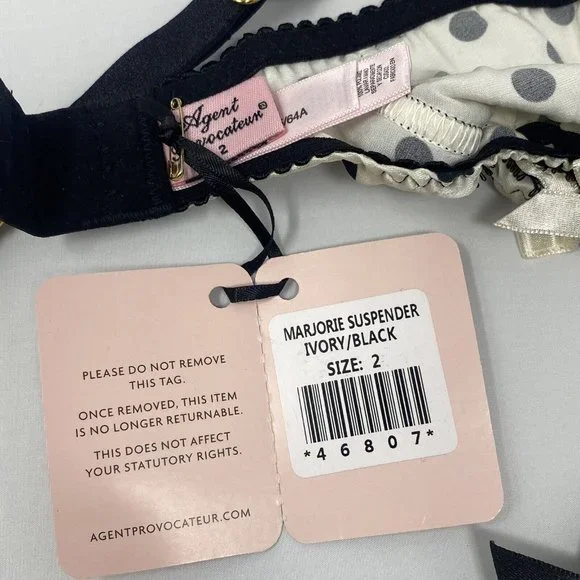 Agent
Provocateur®
2
/64A
PLEASE DO NOT REMOVE
THIS TAG.
ONCE REMOVED, THIS ITEM
IS NO LONGER RETURNABLE.
THIS DOES NOT AFFECT
YOUR STATUTORY RIGHTS.
AGENTPROVOCATEUR.COM
MARJORIE SUSPENDER
IVORY/BLACK
SIZE: 2
*46807*